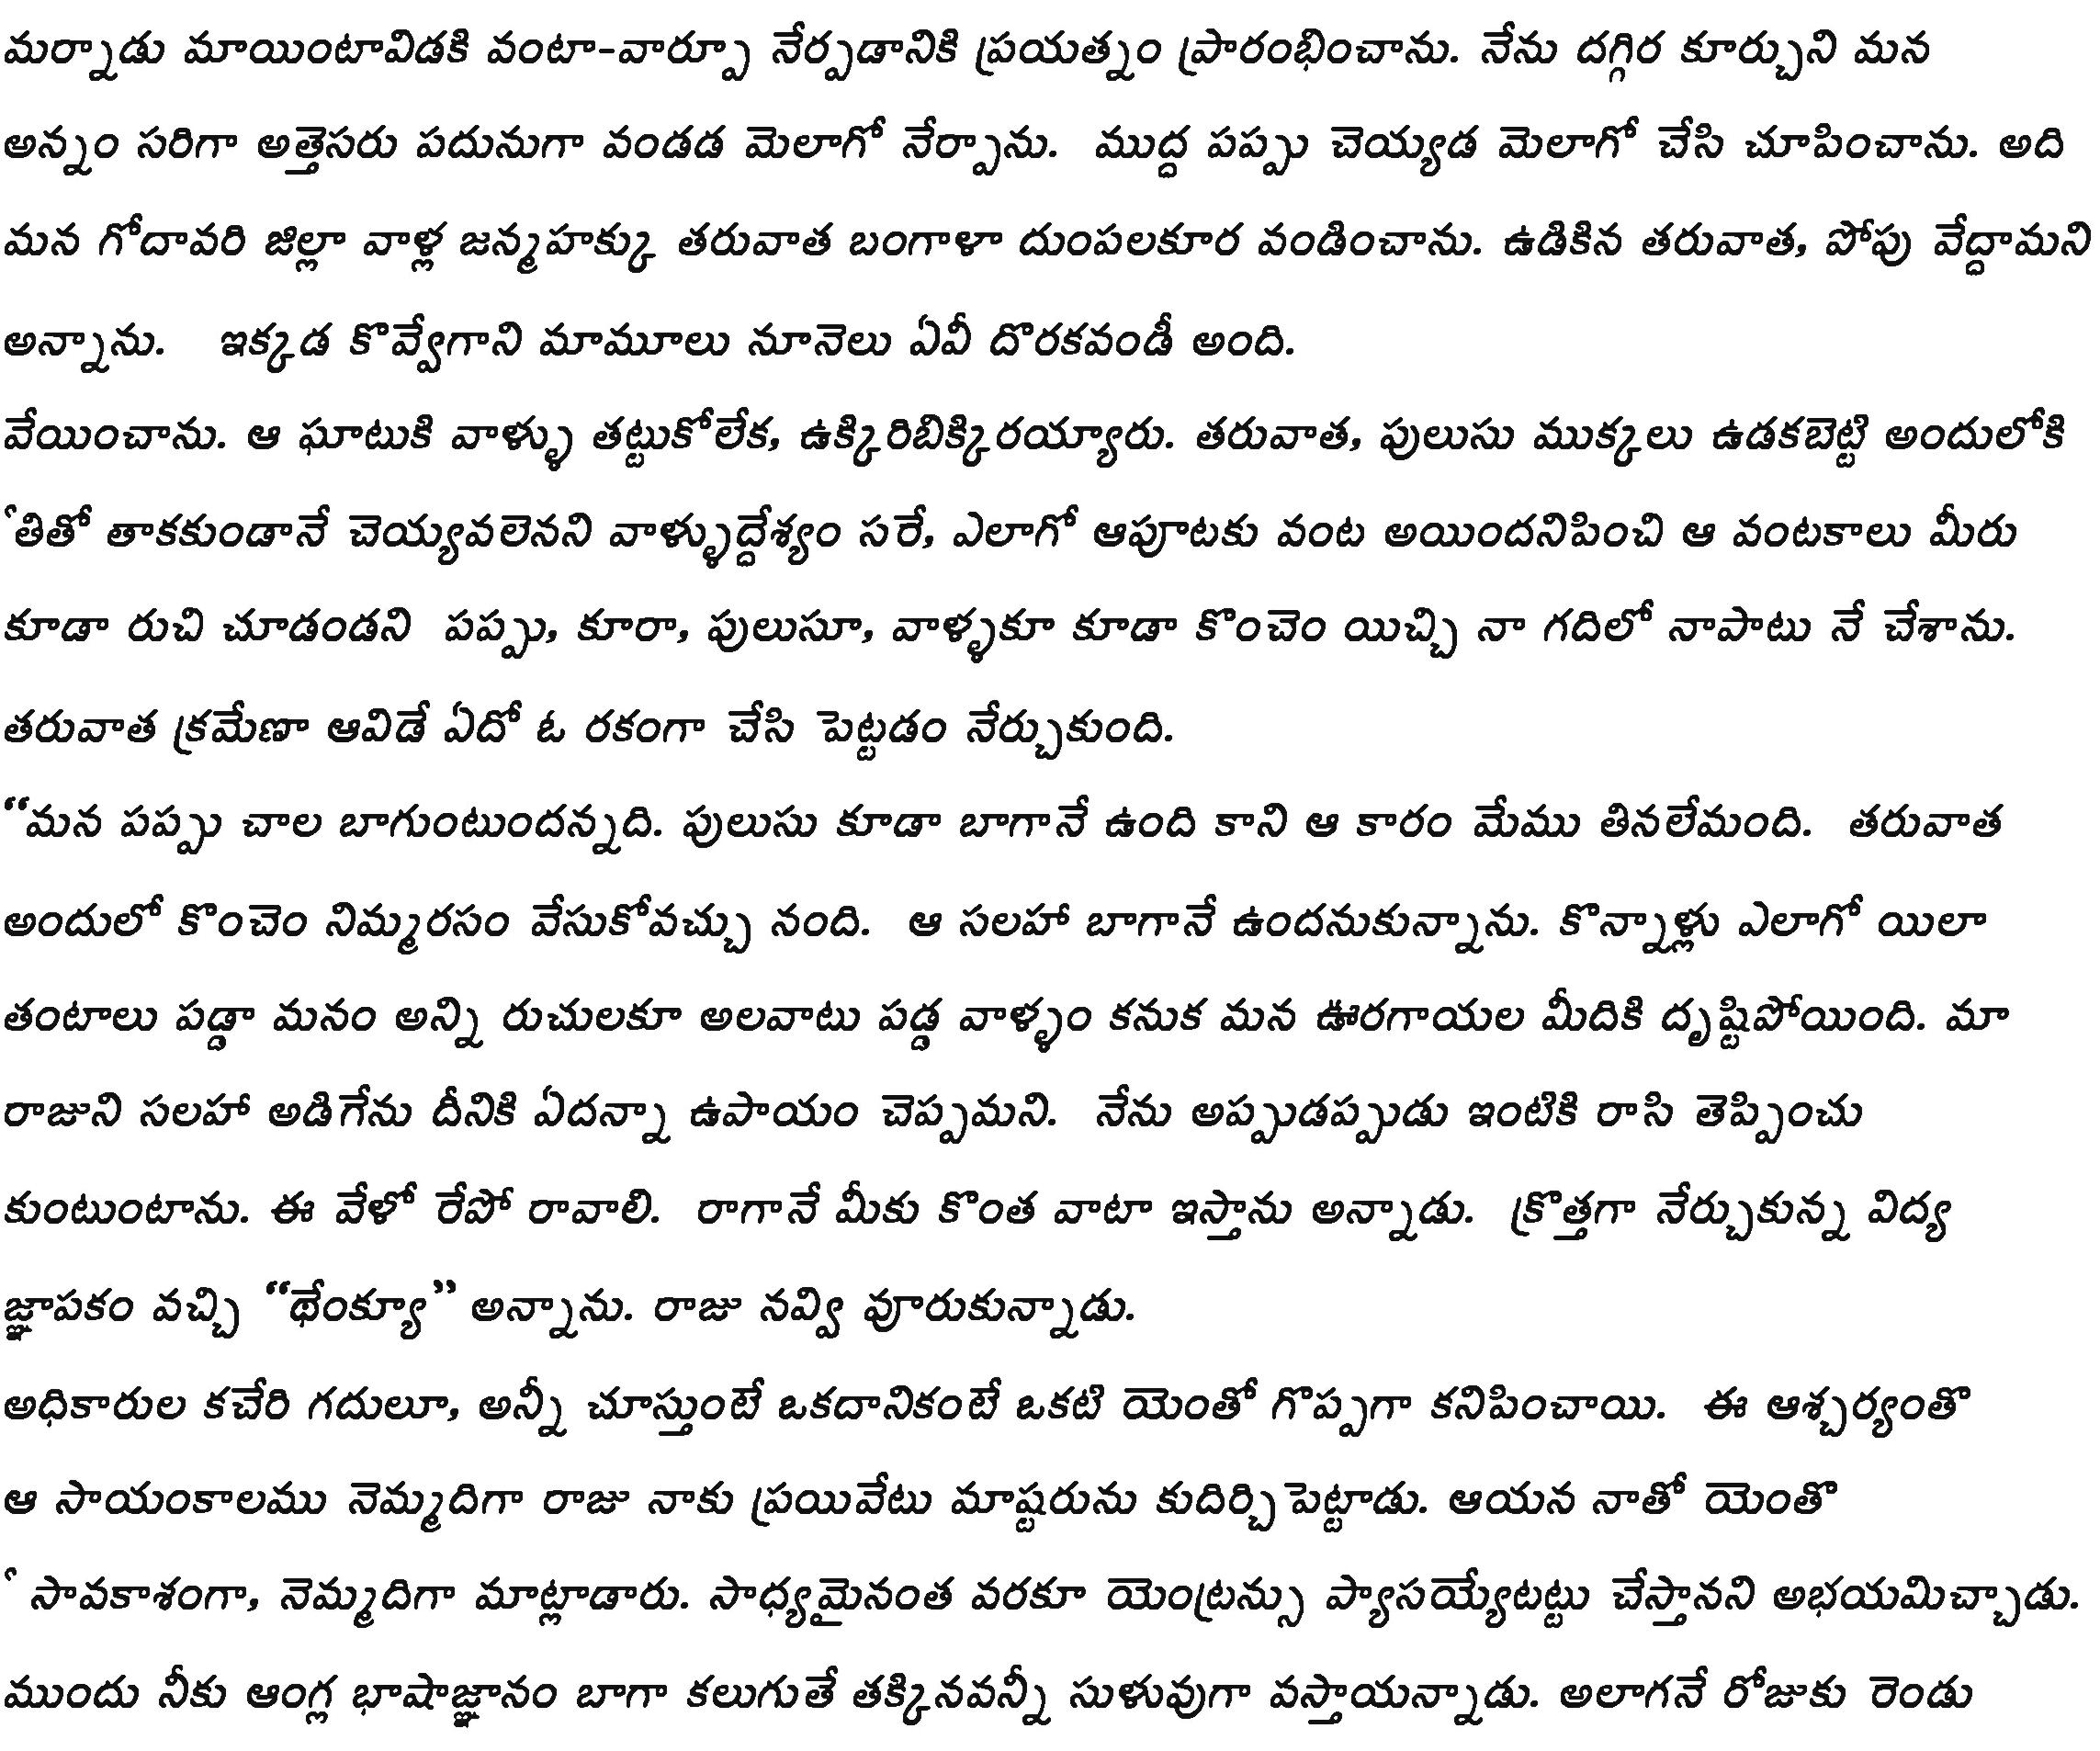 మర్నాడు మాయింటావిడకి వంటా-వార్పూ నేర్పడానికి ప్రయత్నం ప్రారంభించాను. నేను దగ్గిర కూర్చుని మన
అన్నం సరిగా అత్తెసరు పదునుగా వండడ మెలాగో నేర్పాను. ముద్ద పప్పు చెయ్యడ మెలాగో చేసి చూపించాను. అది
మన గోదావరి జిల్లా వాళ్ల జన్మహక్కు తరువాత బంగాళా దుంపలకూర వండించాను. ఉడికిన తరువాత, పోపు వేద్దామని
అన్నాను. ఇక్కడ కొవ్వేగాని మామూలు నూనెలు ఏవీ దొరకవండీ అంది.
వేయించాను. ఆ ఘాటుకి వాళ్ళు తట్టుకోలేక, ఉక్కిరిబిక్కిరయ్యారు. తరువాత, పులుసు ముక్కలు ఉడకబెట్టి అందులోకి
‵తితో తాకకుండానే చెయ్యవలెనని వాళ్ళుద్దేశ్యం సరే, ఎలాగో ఆపూటకు వంట అయిందనిపించి ఆ వంటకాలు మీరు
కూడా రుచి చూడండని పప్పు, కూరా, పులుసూ, వాళ్ళకూ కూడా కొంచెం యిచ్చి నా గదిలో నాపాటు నే చేశాను.
తరువాత క్రమేణా ఆవిడే ఏదో ఓ రకంగా చేసి పెట్టడం నేర్చుకుంది.
“మన పప్పు చాల బాగుంటుందన్నది. పులుసు కూడా బాగానే ఉంది కాని ఆ కారం మేము తినలేమంది. తరువాత
అందులో కొంచెం నిమ్మరసం వేసుకోవచ్చు నంది. ఆ సలహా బాగానే ఉందనుకున్నాను. కొన్నాళ్లు ఎలాగో యిలా
తంటాలు పడ్డా మనం అన్ని రుచులకూ అలవాటు పడ్డ వాళ్ళం కనుక మన ఊరగాయల మీదికి దృష్టిపోయింది. మా
రాజుని సలహా అడిగేను దీనికి ఏదన్నా ఉపాయం చెప్పమని. నేను అప్పుడప్పుడు ఇంటికి రాసి తెప్పించు
కుంటుంటాను. ఈ వేళో రేపో రావాలి. రాగానే మీకు కొంత వాటా ఇస్తాను అన్నాడు. క్రొత్తగా నేర్చుకున్న విద్య
జ్ఞాపకం వచ్చి “థేంక్యూ” అన్నాను. రాజు నవ్వి వూరుకున్నాడు.
అధికారుల కచేరి గదులూ, అన్నీ చూస్తుంటే ఒకదానికంటే ఒకటి యెంతో గొప్పగా కనిపించాయి. ఈ ఆశ్చర్యంతొ
ఆ సాయంకాలము నెమ్మదిగా రాజు నాకు ప్రయివేటు మాష్టరును కుదిర్చిపెట్టాడు. ఆయన నాతో యెంతొ
‵ సావకాశంగా, నెమ్మదిగా మాట్లాడారు. సాధ్యమైనంత వరకూ యెంట్రన్సు ప్యాసయ్యేటట్టు చేస్తానని అభయమిచ్చాడు.
ముందు నీకు ఆంగ్ల భాషాజ్ఞానం బాగా కలుగుతే తక్కినవన్నీ సుళువుగా వస్తాయన్నాడు. అలాగనే రోజుకు రెండు